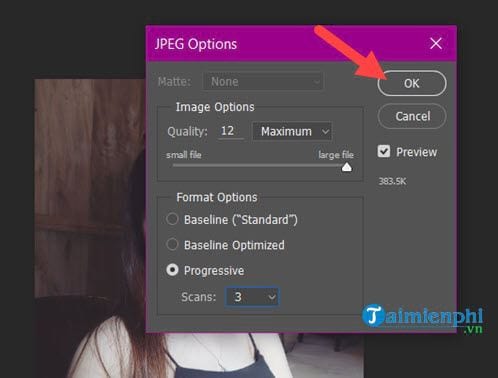 JPEG Options
Matte: None
OK
Image Options
Cancel
Quality: 12 Maximum
Preview
small file large file
383.5K
Format Options
Baseline ("Standard")
Baseline Optimized
Progressive
Scans: 3
Taimienphi
.vn